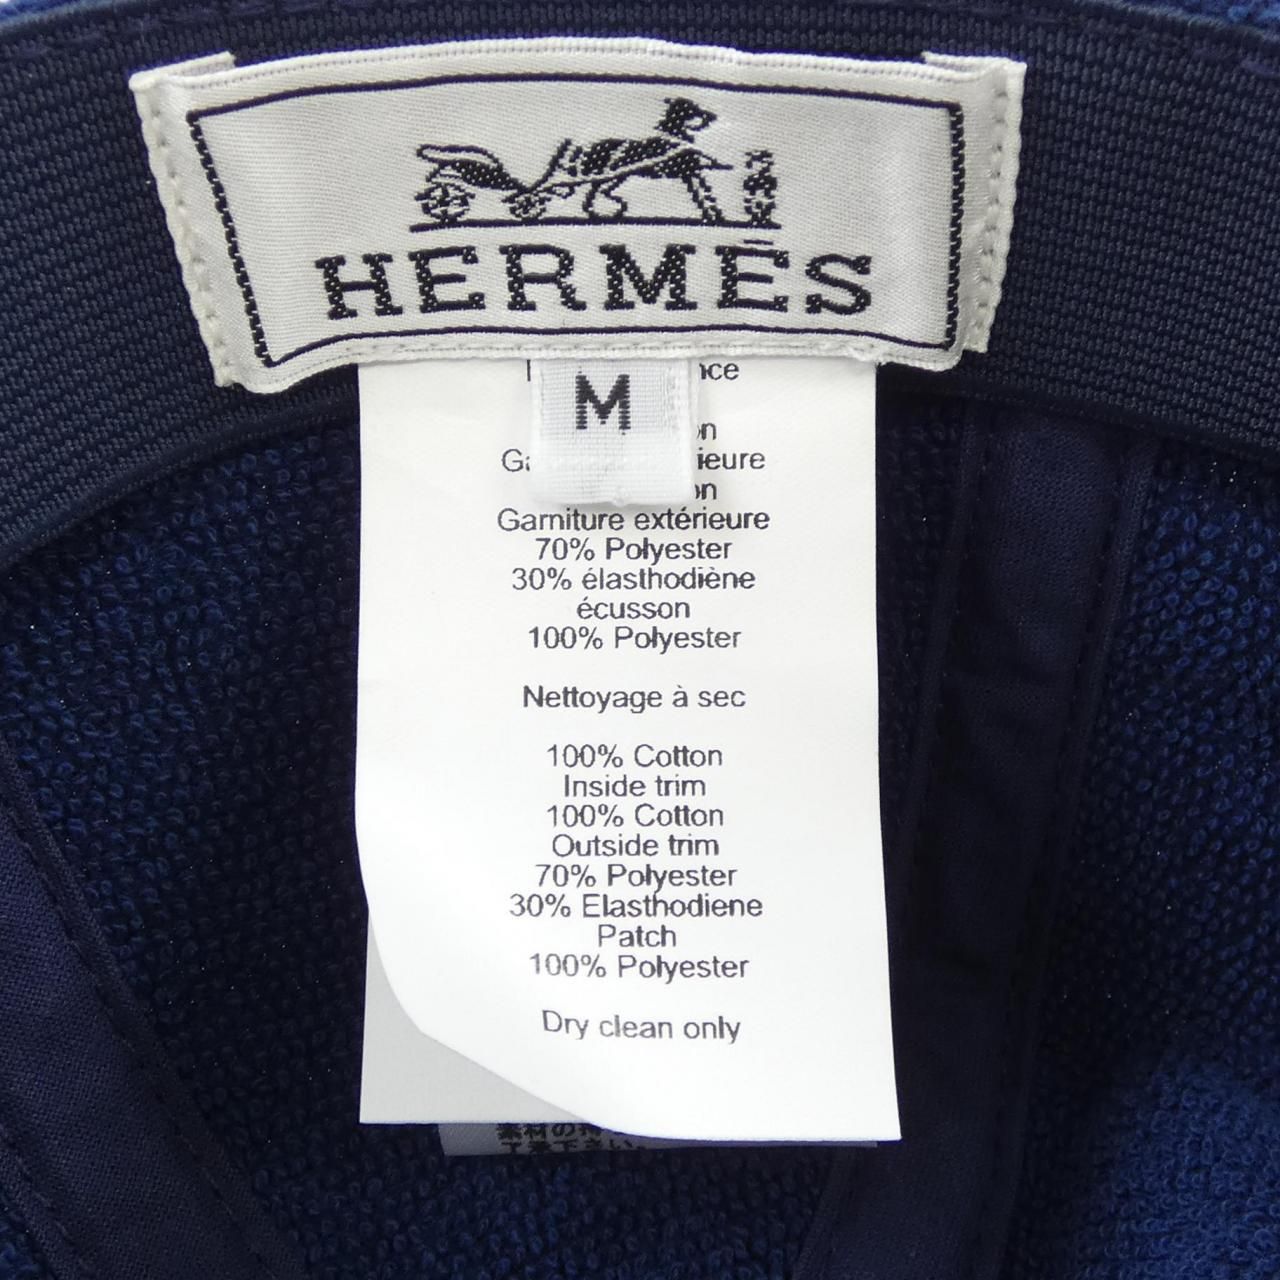 HERMÈS
M
Garniture extérieure
70% Polyester
30% élasthodiène
écusson
100% Polyester
Nettoyage à sec
100% Cotton
Inside trim
100% Cotton
Outside trim
70% Polyester
30% Elasthodiene
Patch
100% Polyester
Dry clean only